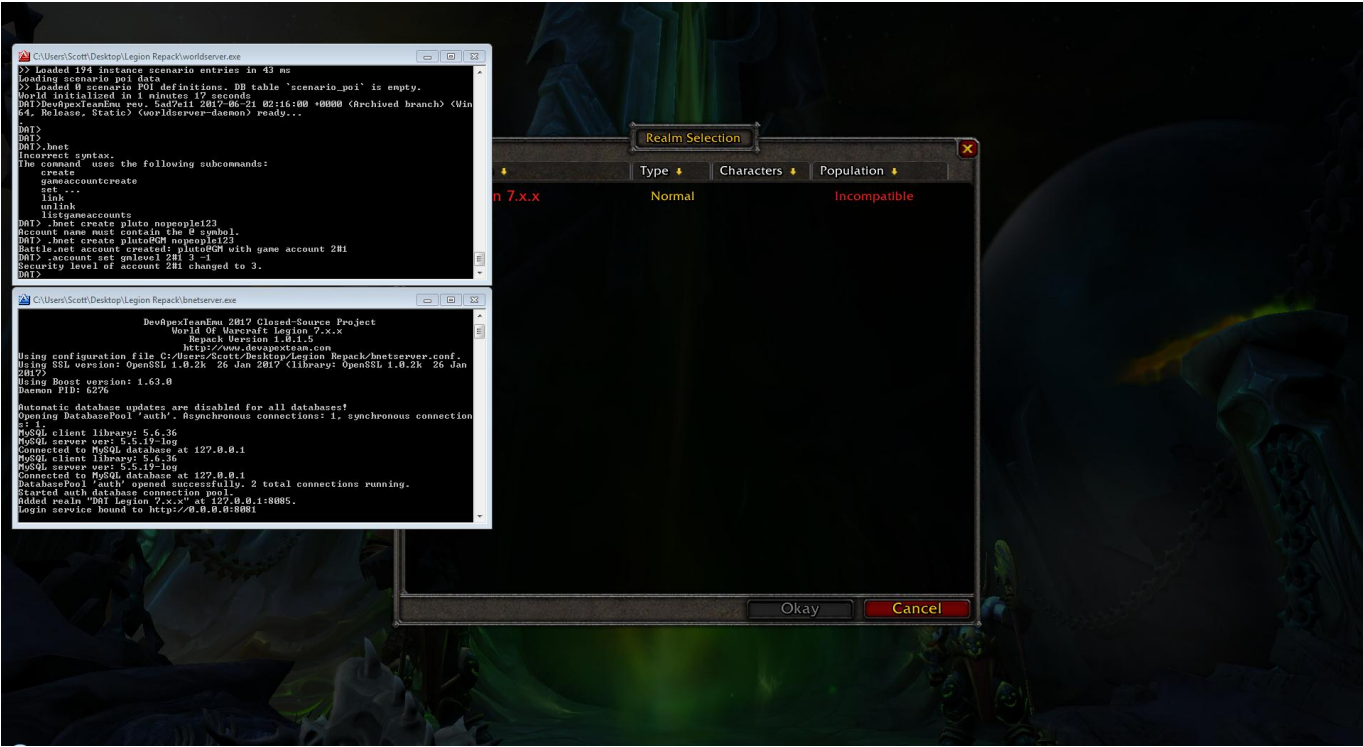 C:\Users\Scott\Desktop\Legion Repack\worldserver.exe
>> Loaded 194 instance scenario entries in 43 ms
Loading scenario poi data
>> Loaded 0 scenario POI definitions. DB table `scenario_poi` is empty.
World initialized in 1 minutes 17 seconds
DAT>DevApexTeamEmu rev. 5ad7e11 2017-06-21 02:16:00 +0000 (Archived branch) (Win
64, Release, Static) (worldserver-daemon) ready...
.
DAT>
DAT>
DAT>.bnet
Incorrect syntax.
The command  uses the following subcommands:
    create
    gameaccountcreate
    set ...
    link
    unlink
    listgameaccounts
DAT> .bnet create pluto nopeople123
Account name must contain the @ symbol.
DAT> .bnet create pluto@GM nopeople123
Battle.net account created: pluto@GM with game account 2#1
DAT> .account set gmlevel 2#1 3 -1
Security level of account 2#1 changed to 3.
DAT>
C:\Users\Scott\Desktop\Legion Repack\bnetserver.exe
DevApexTeamEmu 2017 Closed-Source Project
World Of Warcraft Legion 7.x.x
Repack Version 1.0.1.5
http://www.devapexteam.com
Using configuration file C:/Users/Scott/Desktop/Legion Repack/bnetserver.conf.
Using SSL version: OpenSSL 1.0.2k  26 Jan 2017 (library: OpenSSL 1.0.2k  26 Jan
2017)
Using Boost version: 1.63.0
Daemon PID: 6276
Automatic database updates are disabled for all databases!
Opening DatabasePool 'auth'. Asynchronous connections: 1, synchronous connection
s: 1.
MySQL client library: 5.6.36
MySQL server ver: 5.5.19-log
Connected to MySQL database at 127.0.0.1
MySQL client library: 5.6.36
MySQL server ver: 5.5.19-log
Connected to MySQL database at 127.0.0.1
DatabasePool 'auth' opened successfully. 2 total connections running.
Started auth database connection pool.
Added realm "DAT Legion 7.x.x" at 127.0.0.1:8085.
Login service bound to http://0.0.0.0:8081
Realm Selection
Type Characters Population
n 7.x.x Normal Incompatible
Okay Cancel